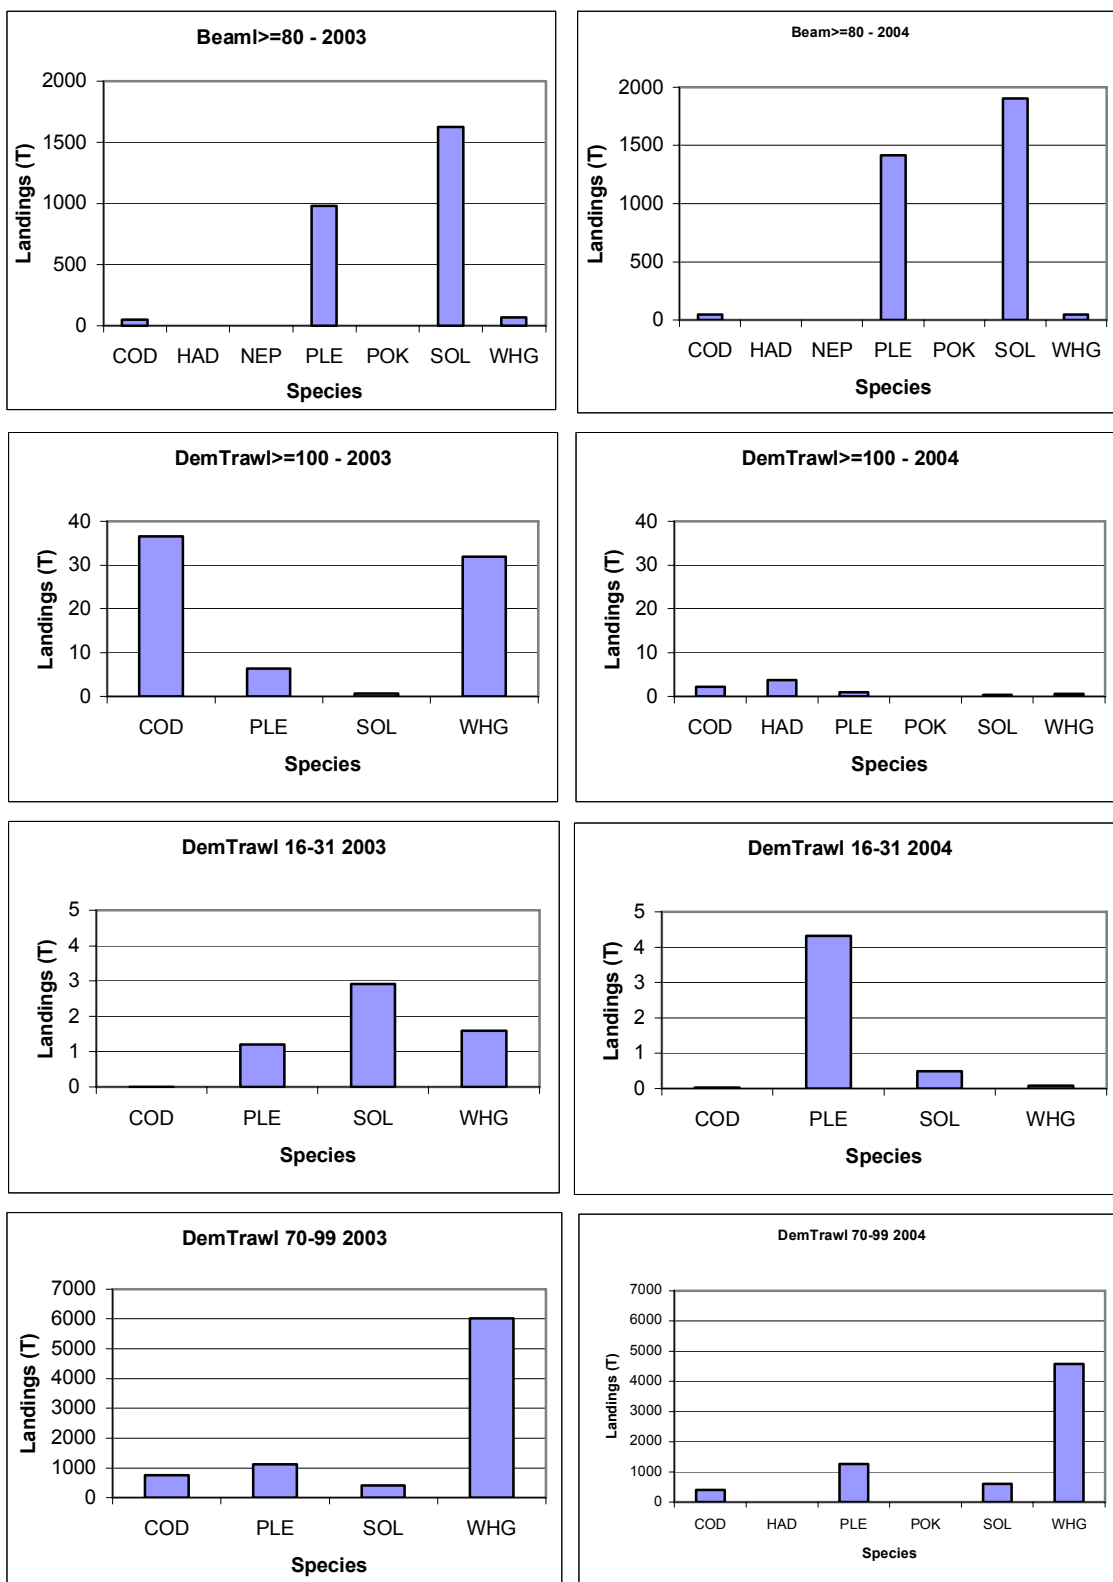 Beaml>=80 - 2003
2000
1500
1000
500
0
Landings (T)
COD HAD NEP PLE POK SOL WHG
Species
Beam>=80 - 2004
2000
1500
1000
500
0
Landings (T)
COD HAD NEP PLE POK SOL WHG
Species
DemTrawl>=100 - 2003
40
30
20
10
0
Landings (T)
COD PLE SOL WHG
Species
DemTrawl>=100 - 2004
40
30
20
10
0
Landings (T)
COD HAD PLE POK SOL WHG
Species
DemTrawl 16-31 2003
5
4
3
2
1
0
Landings (T)
COD PLE SOL WHG
Species
DemTrawl 16-31 2004
5
4
3
2
1
0
Landings (T)
COD PLE SOL WHG
Species
DemTrawl 70-99 2003
7000
6000
5000
4000
3000
2000
1000
0
Landings (T)
COD PLE SOL WHG
Species
DemTrawl 70-99 2004
7000
6000
5000
4000
3000
2000
1000
0
Landings (T)
COD HAD PLE POK SOL WHG
Species